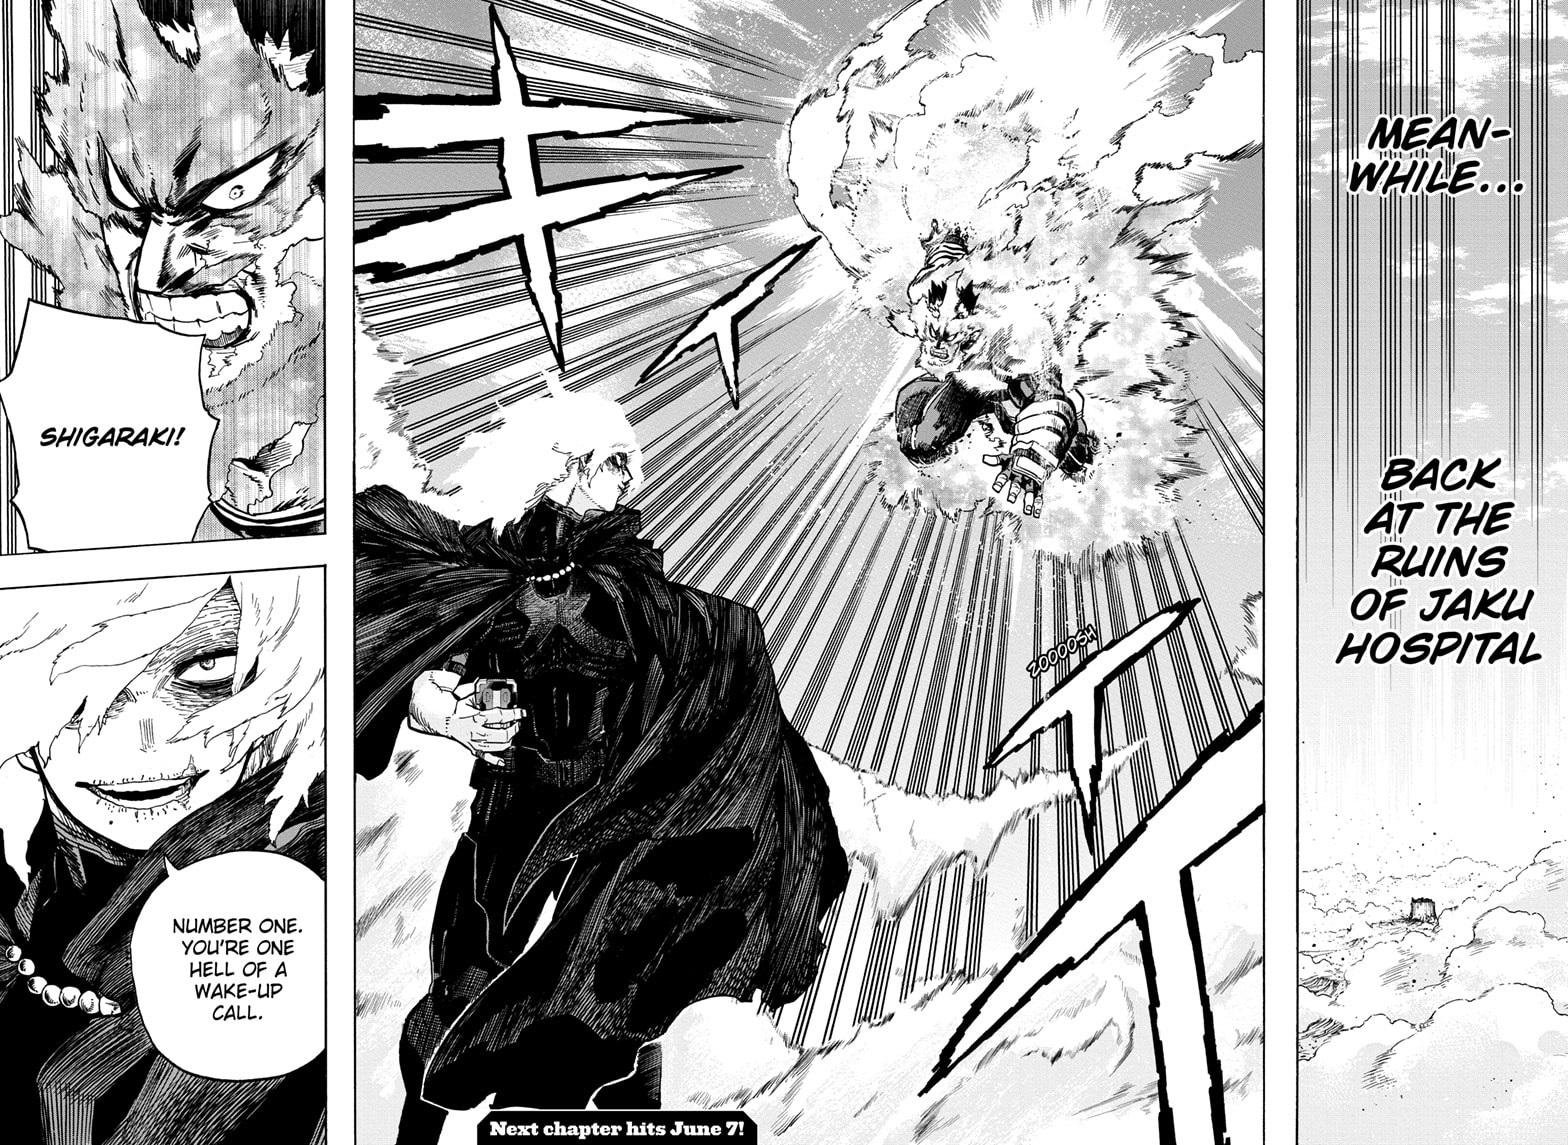 MEAN-
WHILE...
BACK
AT THE
RUINS
OF JAKU
HOSPITAL
ZOOOOSH
SHIGARAKI!
NUMBER ONE.
YOU'RE ONE
HELL OF A
WAKE-UP
CALL.
Next chapter hits June 7!